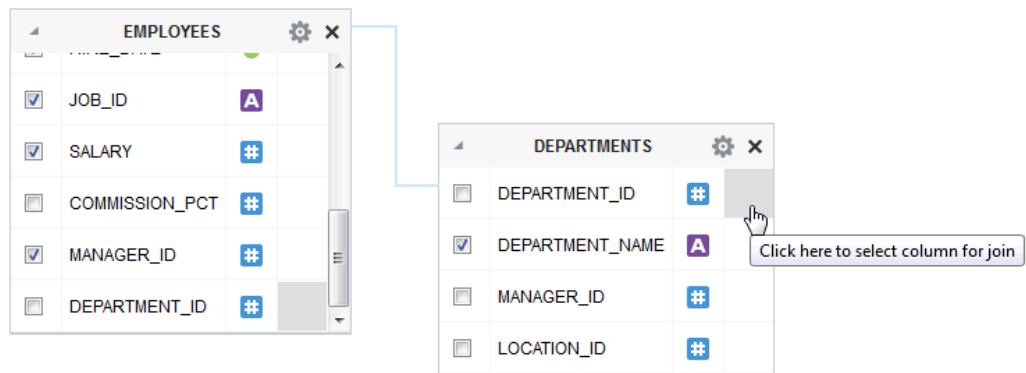 EMPLOYEES
JOB_ID
A
SALARY
#
COMMISSION_PCT
#
MANAGER_ID
#
DEPARTMENT_ID
#
DEPARTMENTS
DEPARTMENT_ID
#
DEPARTMENT_NAME
A
Click here to select column for join
MANAGER_ID
#
LOCATION_ID
#